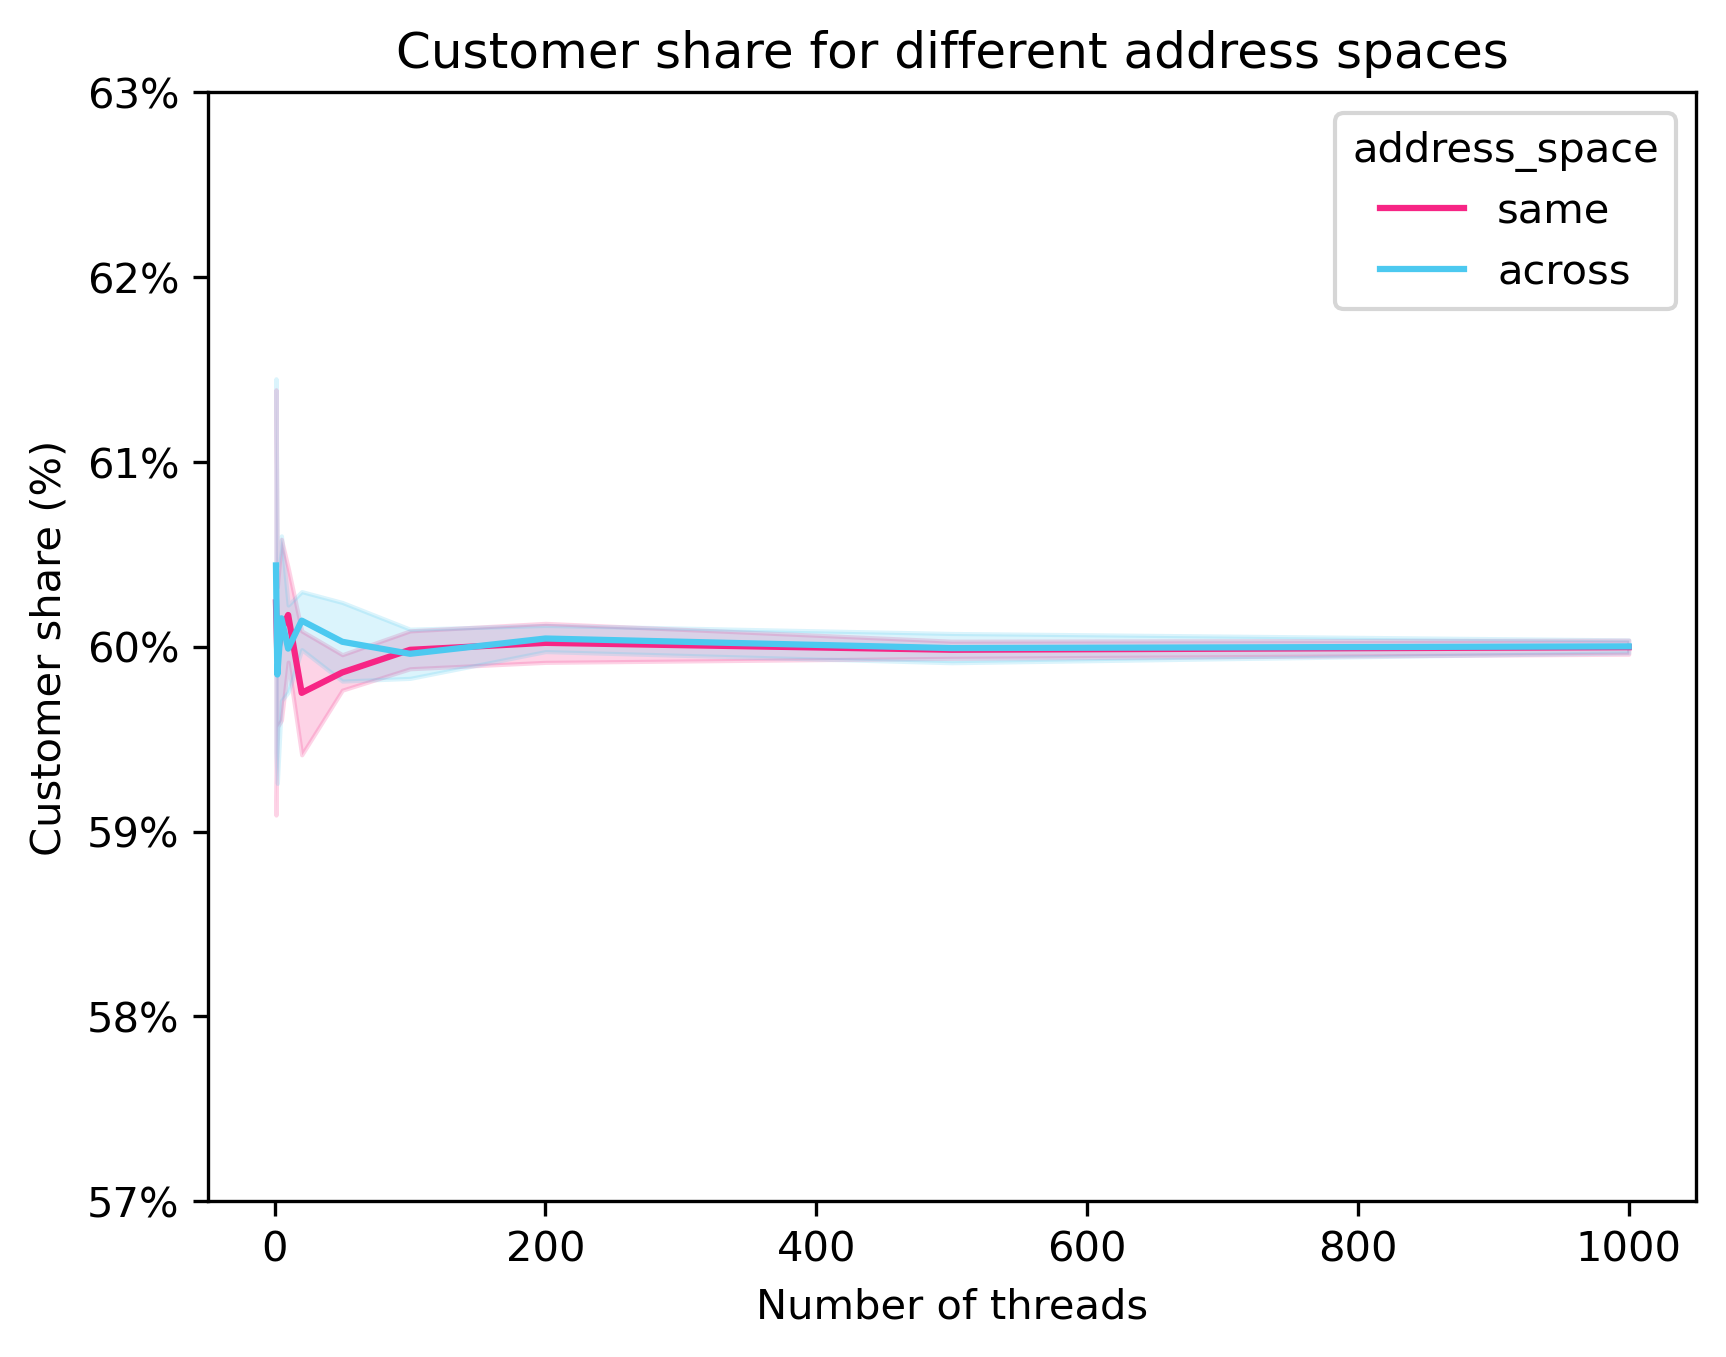 Customer share for different address spaces
63%
62%
61%
60%
59%
58%
57%
Customer share (%)
address_space
same
across
0 200 400 600 800 1000
Number of threads